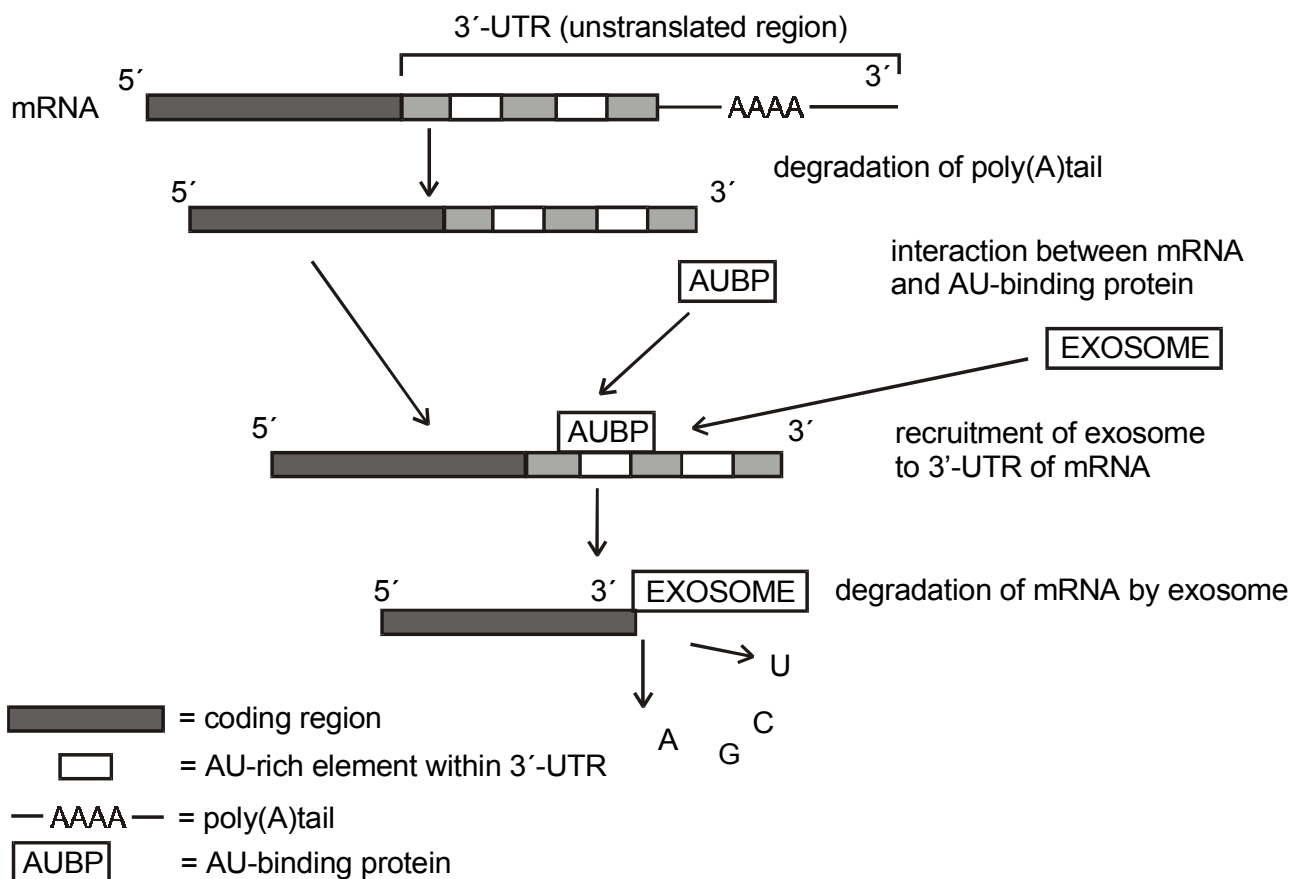 3´-UTR (unstranslated region)
5´
3´
mRNA
AAAA
degradation of poly(A)tail
5´
3´
interaction between mRNA
and AU-binding protein
AUBP
EXOSOME
5´
AUBP
3´
recruitment of exosome
to 3’-UTR of mRNA
5´
3´
EXOSOME
degradation of mRNA by exosome
U
C
A
G
= coding region
= AU-rich element within 3´-UTR
AAAA = poly(A)tail
AUBP = AU-binding protein